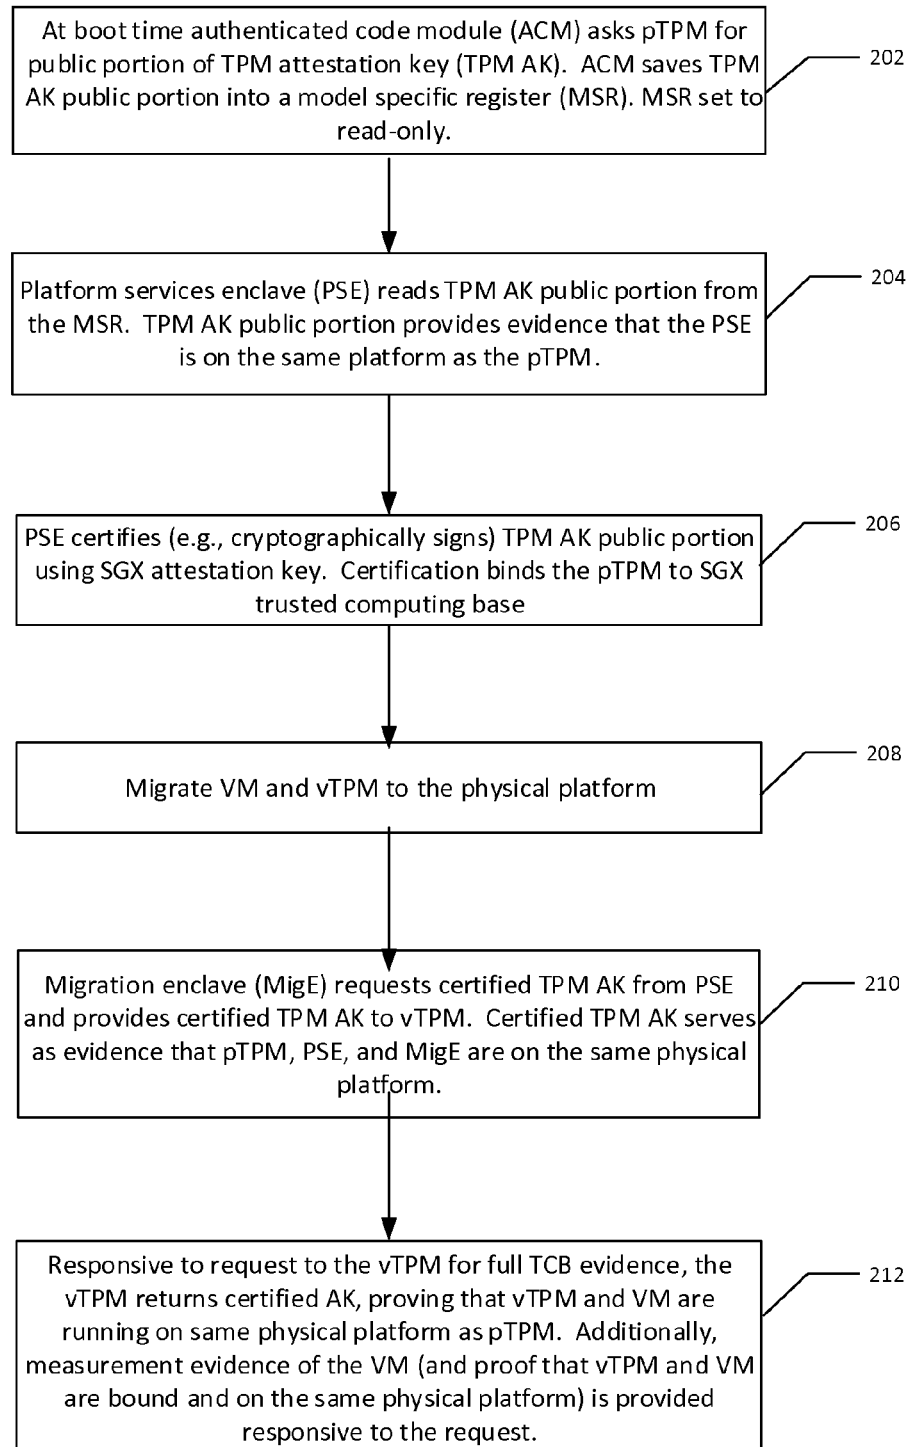 At boot time authenticated code module (ACM) asks pTPM for
public portion of TPM attestation key (TPM AK). ACM saves TPM
AK public portion into a model specific register (MSR). MSR set to
read-only.
202
Platform services enclave (PSE) reads TPM AK public portion from
the MSR. TPM AK public portion provides evidence that the PSE
is on the same platform as the pTPM.
204
PSE certifies (e.g., cryptographically signs) TPM AK public portion
using SGX attestation key. Certification binds the pTPM to SGX
trusted computing base
206
Migrate VM and vTPM to the physical platform
208
Migration enclave (MigE) requests certified TPM AK from PSE
and provides certified TPM AK to vTPM. Certified TPM AK serves
as evidence that pTPM, PSE, and MigE are on the same physical
platform.
210
Responsive to request to the vTPM for full TCB evidence, the
vTPM returns certified AK, proving that vTPM and VM are
running on same physical platform as pTPM. Additionally,
measurement evidence of the VM (and proof that vTPM and VM
are bound and on the same physical platform) is provided
responsive to the request.
212